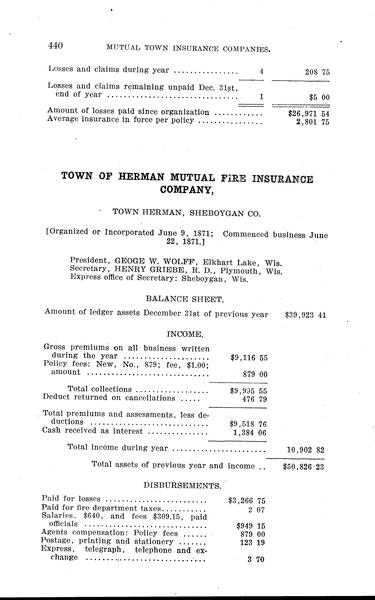 440 MUTUAL TOWN INSURANCE COMPANIES.
Losses and claims during year ................ 4 208 75
Losses and claims remaining unpaid Dec. 31st,
end of year ................................ 1 $5 00
Amount of losses paid since organization ............ $26,971 54
Average insurance in force per policy ................ 2,801 75
TOWN OF HERMAN MUTUAL FIRE INSURANCE
COMPANY,
TOWN HERMAN, SHEBOYGAN CO.
[Organized or Incorporated June 9, 1871; Commenced business June
22, 1871.]
President, GEOGE W. WOLFF, Elkhart Lake, Wis.
Secretary, HENRY GRIEBE, R. D., Plymouth, Wis.
Express office of Secretary: Sheboygan, Wis.
BALANCE SHEET.
Amount of ledger assets December 31st of previous year $39,923 41
INCOME.
Gross premiums on all business written
during the year ..................... $9,116 55
Policy fees: New, No., 879; fee, $1.00;
amount .............................. 879 00
Total collections .................. $9,995 55
Deduct returned on cancellations ..... 476 79
Total premiums and assessments, less de-
ductions ............................ $9,518 76
Cash received as interest ............... 1,384 06
Total income during year ....................... 10,902 82
Total assets of previous year and income .. $50,826 23
DISBURSEMENTS.
Paid for losses ......................... $3,266 75
Paid for fire department taxes........... 2 07
Salaries, $640, and fees $309.15, paid
officials ............................. $949 15
Agents compensation: Policy fees ...... 879 00
Postage, printing and stationery ....... 123 19
Express, telegraph, telephone and ex-
change ............................. 3 70